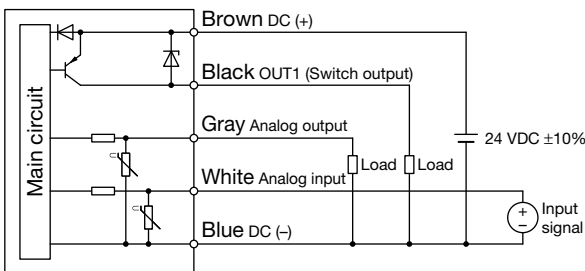 Main circuit
Brown DC (+)
Black OUT1 (Switch output)
Gray Analog output
White Analog input
Blue DC (–)
Load
Load
24 VDC ±10%
+
–
Input
signal